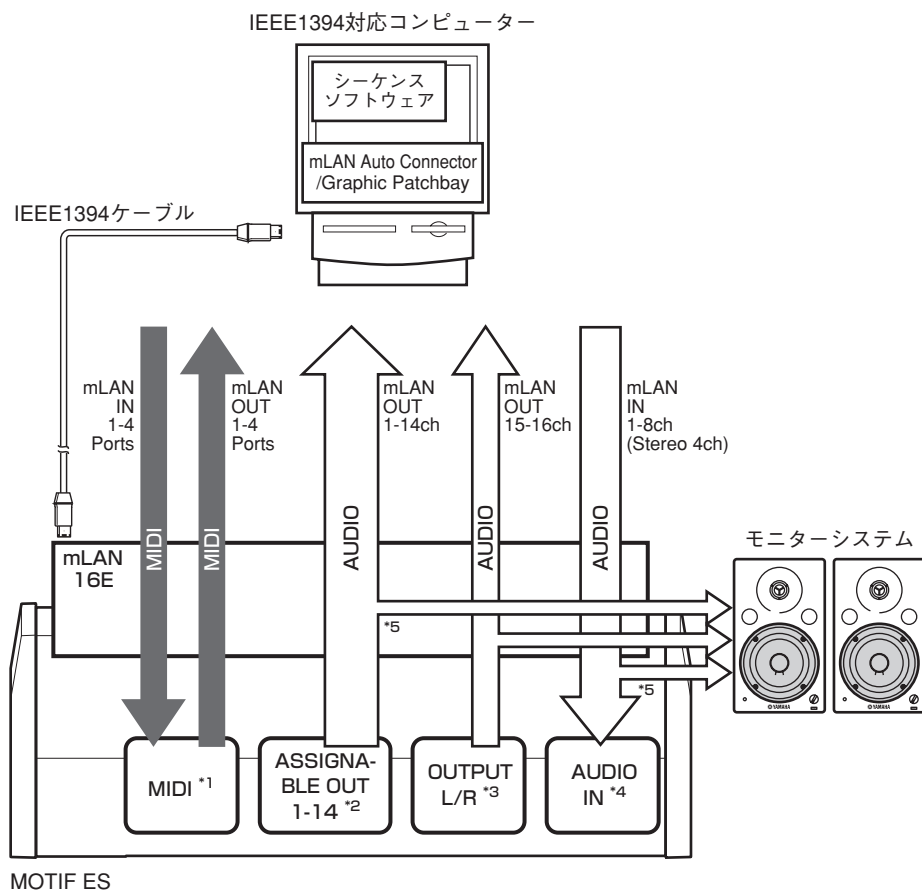 IEEE1394対応コンピューター
シーケンス
ソフトウェア
mLAN Auto Connector
/Graphic Patchbay
IEEE1394ケーブル
mLAN
IN
1-4
Ports
mLAN
OUT
1-4
Ports
mLAN
OUT
1-14ch
mLAN
OUT
15-16ch
mLAN
IN
1-8ch
(Stereo 4ch)
MIDI
MIDI
AUDIO
AUDIO
AUDIO
mLAN
16E
モニターシステム
*5
*5
YAMAHA
YAMAHA
MIDI *1
ASSIGNA-
BLE OUT
1-14 *2
OUTPUT
L/R *3
AUDIO
IN *4
MOTIF ES